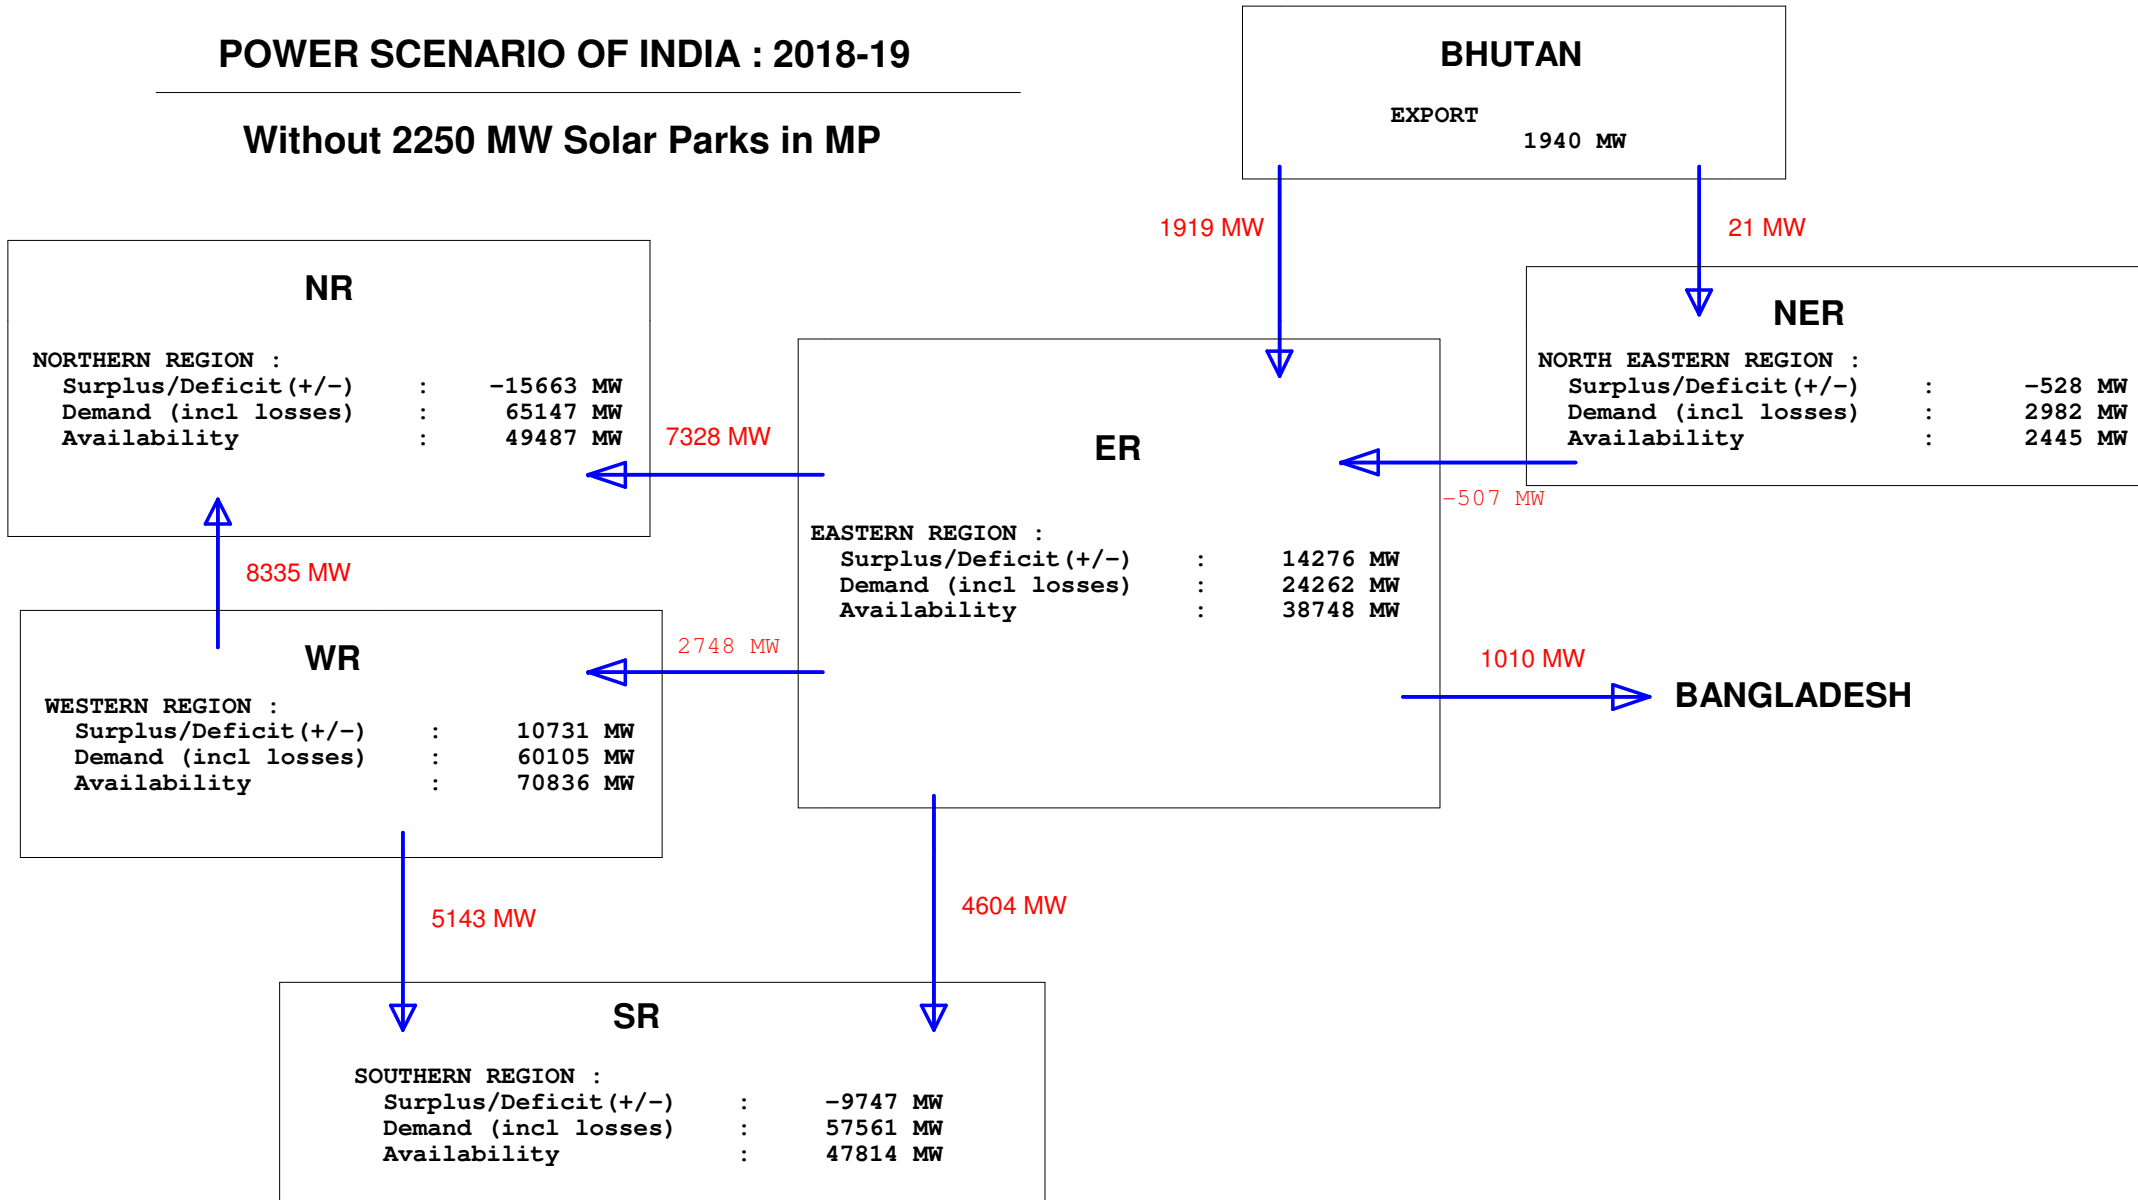 POWER SCENARIO OF INDIA : 2018-19
Without 2250 MW Solar Parks in MP
BHUTAN
EXPORT
1940 MW
1919 MW
21 MW
NR
NORTHERN REGION :
Surplus/Deficit(+/-) : -15663 MW
Demand (incl losses) : 65147 MW
Availability : 49487 MW
7328 MW
8335 MW
NER
NORTH EASTERN REGION :
Surplus/Deficit(+/-) : -528 MW
Demand (incl losses) : 2982 MW
Availability : 2445 MW
-507 MW
ER
EASTERN REGION :
Surplus/Deficit(+/-) : 14276 MW
Demand (incl losses) : 24262 MW
Availability : 38748 MW
WR
WESTERN REGION :
Surplus/Deficit(+/-) : 10731 MW
Demand (incl losses) : 60105 MW
Availability : 70836 MW
2748 MW
1010 MW
BANGLADESH
5143 MW
4604 MW
SR
SOUTHERN REGION :
Surplus/Deficit(+/-) : -9747 MW
Demand (incl losses) : 57561 MW
Availability : 47814 MW